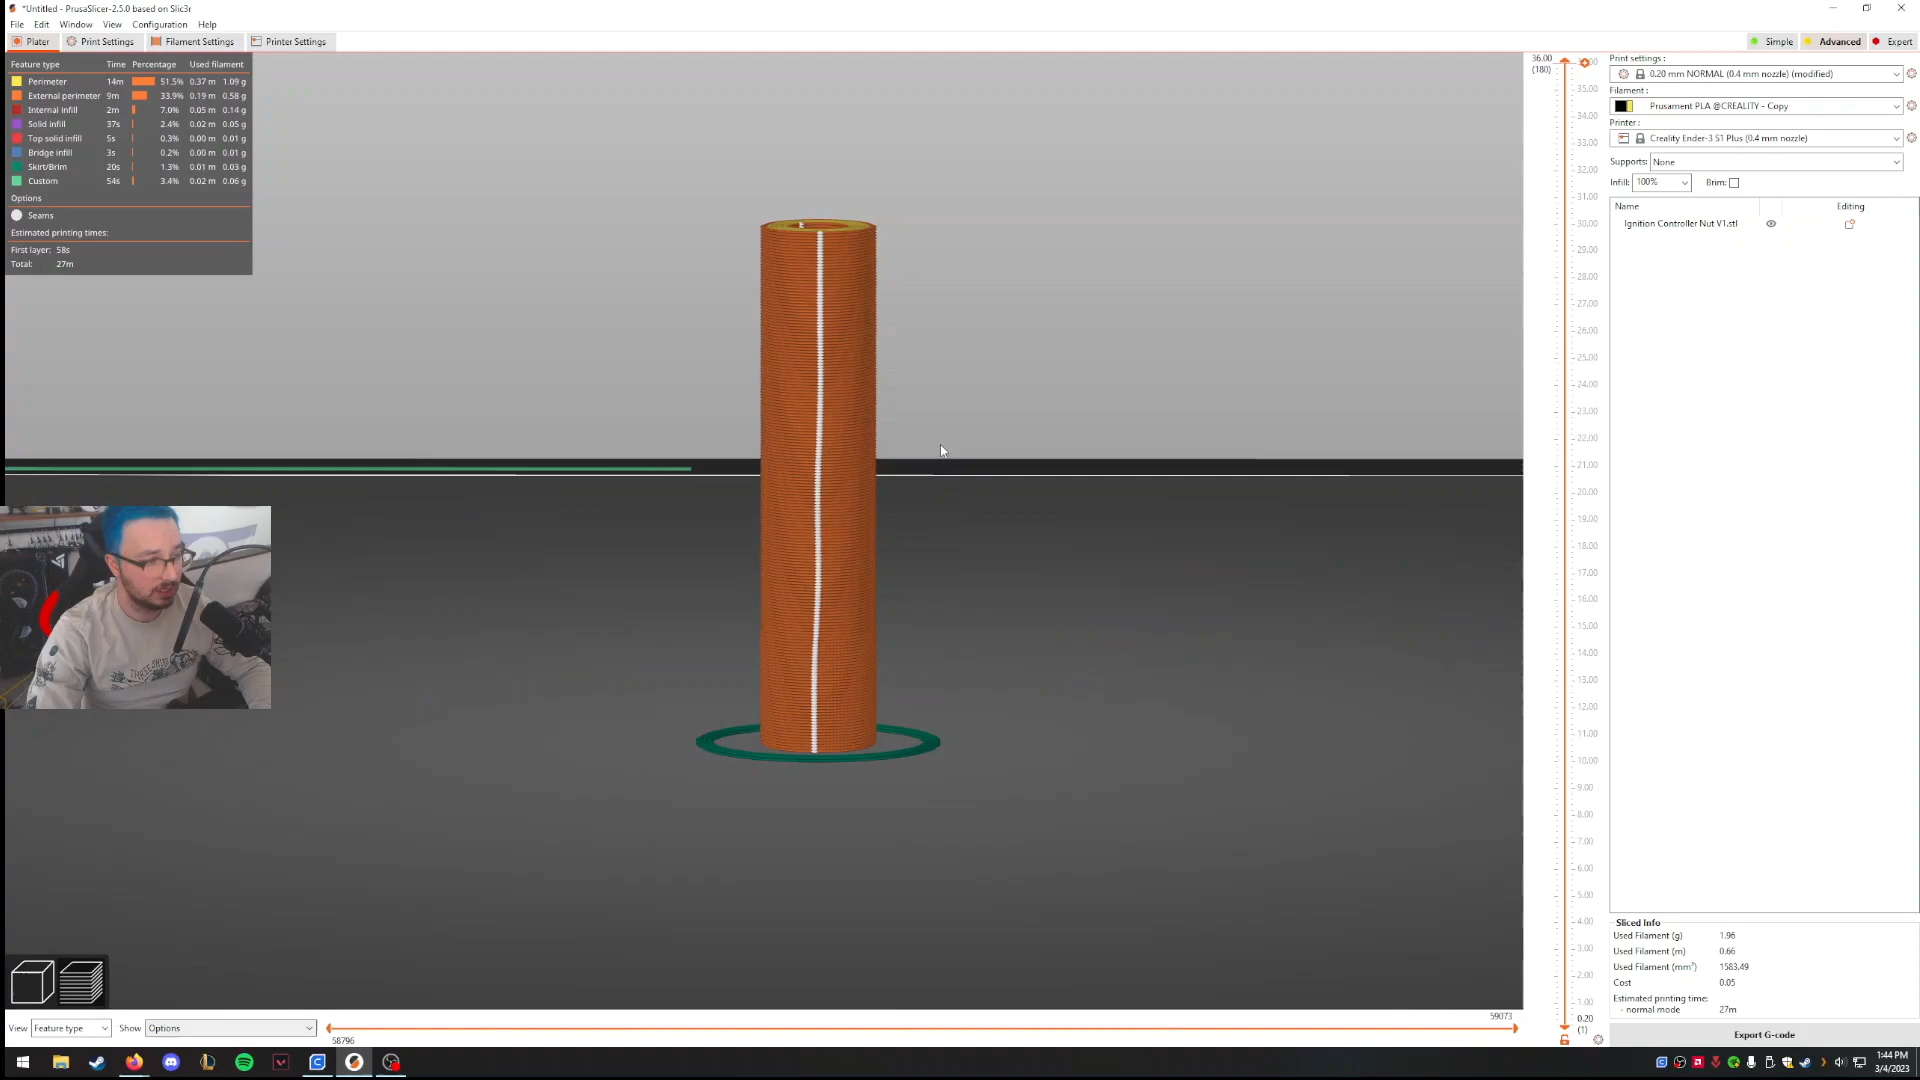 *Untitled - PrusaSlicer-2.5.0 based on Slic3r
File Edit Window View Configuration Help
Plater Print Settings Filament Settings Printer Settings
Simple Advanced Expert
Feature type Time Percentage Used filament
Perimeter 14m 51.5% 0.37 m 1.09 g
External perimeter 9m 33.9% 0.19 m 0.58 g
Internal infill 2m 7.0% 0.05 m 0.14 g
Solid infill 37s 2.4% 0.02 m 0.05 g
Top solid infill 5s 0.3% 0.00 m 0.01 g
Bridge infill 3s 0.2% 0.00 m 0.01 g
Skirt/Brim 20s 1.3% 0.01 m 0.03 g
Custom 54s 3.4% 0.02 m 0.06 g
Options
Seams
Estimated printing times:
First layer: 58s
Total: 27m
36.00
(180)
35.00
34.00
33.00
32.00
31.00
30.00
29.00
28.00
27.00
26.00
25.00
24.00
23.00
22.00
21.00
20.00
19.00
18.00
17.00
16.00
15.00
14.00
13.00
12.00
11.00
10.00
9.00
8.00
7.00
6.00
5.00
4.00
3.00
2.00
1.00
0.20
(1)
Print settings :
0.20 mm NORMAL (0.4 mm nozzle) (modified)
Filament :
Prusament PLA @CREALITY - Copy
Printer :
Creality Ender-3 S1 Plus (0.4 mm nozzle)
Supports: None
Infill: 100% Brim:
Name Editing
Ignition Controller Nut V1.stl
Sliced Info
Used Filament (g) 1.96
Used Filament (m) 0.66
Used Filament (mm³) 1583.49
Cost 0.05
Estimated printing time:
- normal mode 27m
Export G-code
View Feature type Show Options
59073
58796
1:44 PM
3/4/2023